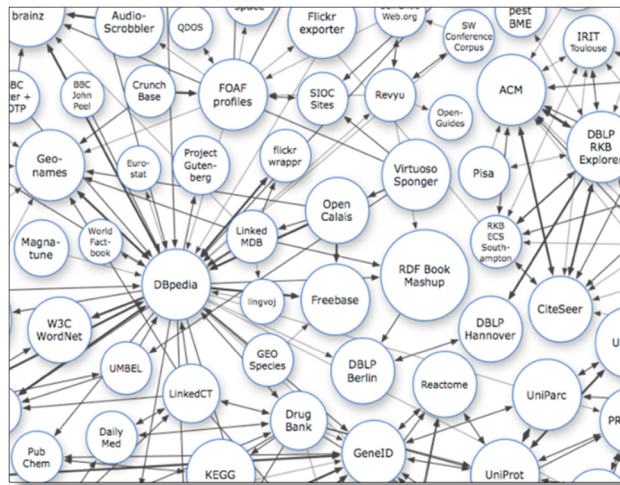 brainz
Audio-
Scrobbler
QDOS
space
Flickr
exporter
Web.org
SW
Conference
Corpus
pest
BME
IRIT
Toulouse
BBC
John
Peel
Crunch
Base
FOAF
profiles
SIOC
Sites
Revyu
Open-
Guides
ACM
DBLP
RKB
Explorer
Geo-
names
Euro-
stat
Project
Guten-
berg
flickr
wrappr
Virtuoso
Sponger
Pisa
Magna-
tune
World
Fact-
book
Linked
MDB
Open
Calais
RKB
ECS
South-
ampton
DBpedia
lingvoj
Freebase
RDF Book
Mashup
CiteSeer
W3C
WordNet
UMBEL
GEO
Species
DBLP
Berlin
DBLP
Hannover
LinkedCT
Reactome
UniParc
Pub
Chem
Daily
Med
Drug
Bank
KEGG
GeneID
UniProt